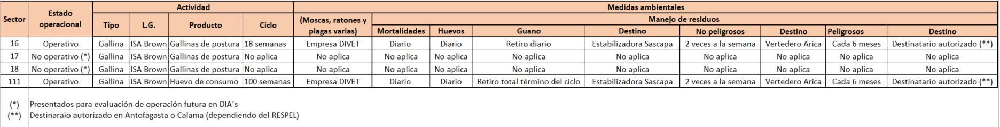 Sector Estado operacional Actividad Medidas ambientales
Tipo L.G. Producto Ciclo (Moscas, ratones y plagas varias) Manejo de residuos
Mortalidades Huevos Guano Destino No peligrosos Destino Peligrosos Destino
16 Operativo Gallina ISA Brown Gallinas de postura 18 semanas Empresa DIVET Diario Diario Retiro diario Estabilizadora Sascapa 2 veces a la semana Vertedero Arica Cada 6 meses Destinatario autorizado (**)
17 No operativo (*) Gallina ISA Brown Gallinas de postura No aplica No aplica No aplica No aplica No aplica No aplica No aplica No aplica No aplica No aplica
18 No operativo (*) Gallina ISA Brown Gallinas de postura No aplica No aplica No aplica No aplica No aplica No aplica No aplica No aplica No aplica No aplica
111 Operativo Gallina ISA Brown Huevo de consumo 100 semanas Empresa DIVET Diario Diario Retiro total término del ciclo Estabilizadora Sascapa 2 veces a la semana Vertedero Arica Cada 6 meses Destinatario autorizado (**)
(*) Presentados para evaluación de operación futura en DIA´s
(**) Destinaraio autorizado en Antofagasta o Calama (dependiendo del RESPEL)